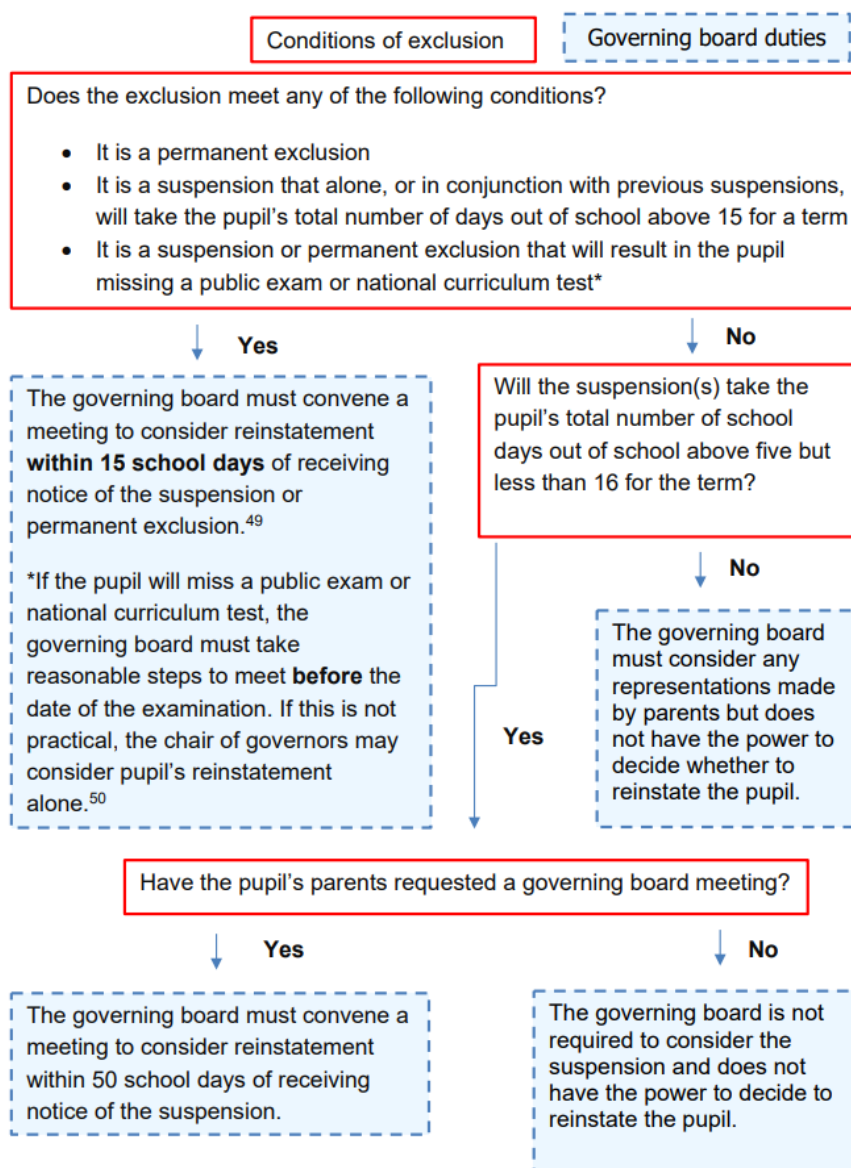 Conditions of exclusion
Governing board duties
Does the exclusion meet any of the following conditions?
• It is a permanent exclusion
• It is a suspension that alone, or in conjunction with previous suspensions,
will take the pupil's total number of days out of school above 15 for a term
• It is a suspension or permanent exclusion that will result in the pupil
missing a public exam or national curriculum test*
Yes
No
The governing board must convene a
meeting to consider reinstatement
within 15 school days of receiving
notice of the suspension or
permanent exclusion.49
*If the pupil will miss a public exam or
national curriculum test, the
governing board must take
reasonable steps to meet before the
date of the examination. If this is not
practical, the chair of governors may
consider pupil's reinstatement
alone.50
Will the suspension(s) take the
pupil's total number of school
days out of school above five but
less than 16 for the term?
No
The governing board
must consider any
representations made
by parents but does
not have the power to
decide whether to
reinstate the pupil.
Yes
Have the pupil's parents requested a governing board meeting?
Yes
No
The governing board must convene a
meeting to consider reinstatement
within 50 school days of receiving
notice of the suspension.
The governing board is not
required to consider the
suspension and does not
have the power to decide to
reinstate the pupil.